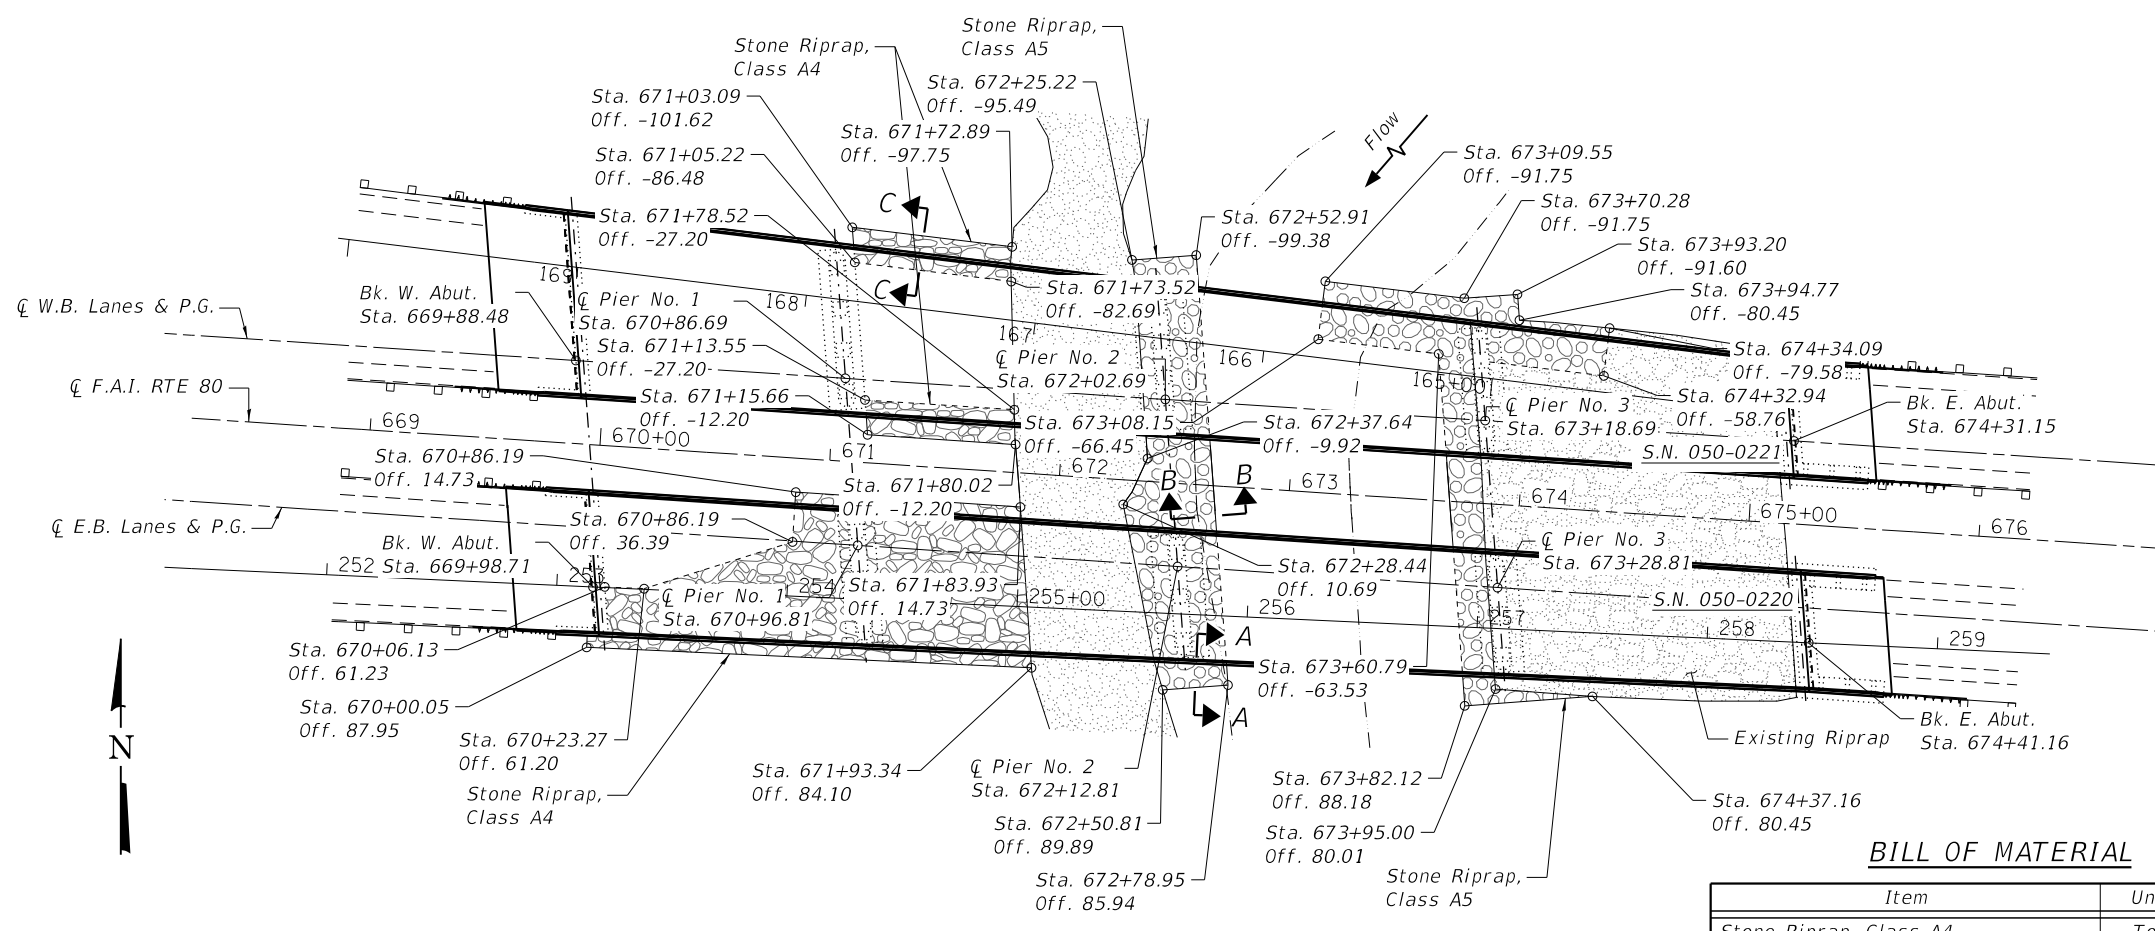 Stone Riprap,
Class A5
Stone Riprap,
Class A4
Sta. 672+25.22
Off. -95.49
Sta. 671+03.09
Off. -101.62
Sta. 671+72.89
Off. -97.75
Flow
Sta. 671+05.22
Off. -86.48
Sta. 673+09.55
Off. -91.75
Sta. 673+70.28
Off. -91.75
C
Sta. 671+78.52
Off. -27.20
Sta. 672+52.91
Off. -99.38
Sta. 673+93.20
Off. -91.60
169
C
Sta. 671+73.52
Off. -82.69
Sta. 673+94.77
Off. -80.45
℄ W.B. Lanes & P.G.
Bk. W. Abut.
Sta. 669+88.48
℄ Pier No. 1
Sta. 670+86.69
168
167
166
165+00
Sta. 671+13.55
Off. -27.20
℄ Pier No. 2
Sta. 672+02.69
Sta. 674+34.09
Off. -79.58
℄ F.A.I. RTE 80
Sta. 671+15.66
Off. -12.20
Sta. 674+32.94
Off. -58.76
℄ Pier No. 3
Sta. 673+18.69
Bk. E. Abut.
Sta. 674+31.15
Sta. 673+08.15
Off. -66.45
Sta. 672+37.64
Off. -9.92
S.N. 050-0221
669
670+00
671
672
673
674
675+00
676
Sta. 670+86.19
Off. 14.73
Sta. 671+80.02
Off. -12.20
B
B
℄ E.B. Lanes & P.G.
Sta. 670+86.19
Off. 36.39
Bk. W. Abut.
Sta. 669+98.71
℄ Pier No. 3
Sta. 673+28.81
252
253
254
255+00
256
257
258
259
Sta. 671+83.93
Off. 14.73
℄ Pier No. 1
Sta. 670+96.81
Sta. 672+28.44
Off. 10.69
S.N. 050-0220
A
Sta. 670+06.13
Off. 61.23
Sta. 673+60.79
Off. -63.53
Sta. 670+00.05
Off. 87.95
A
Bk. E. Abut.
Sta. 674+41.16
N
Sta. 670+23.27
Off. 61.20
Existing Riprap
Sta. 671+93.34
Off. 84.10
℄ Pier No. 2
Sta. 672+12.81
Sta. 673+82.12
Off. 88.18
Stone Riprap,
Class A4
Sta. 674+37.16
Off. 80.45
Sta. 672+50.81
Off. 89.89
Sta. 673+95.00
Off. 80.01
BILL OF MATERIAL
Sta. 672+78.95
Off. 85.94
Stone Riprap,
Class A5
Item
Stone Riprap, Class A4